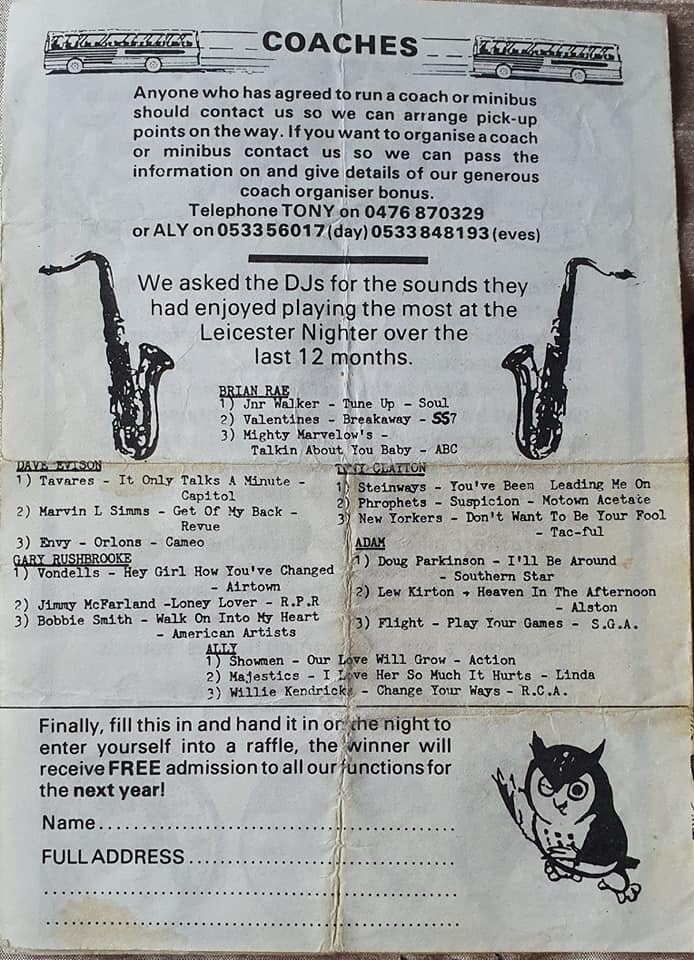 COACHES
Anyone who has agreed to run a coach or minibus
should contact us so we can arrange pick-up
points on the way. If you want to organise a coach
or minibus contact us so we can pass the
information on and give details of our generous
coach organiser bonus.
Telephone TONY on 0476 870329
or ALY on 0533 56017 (day) 0533 848193 (eves)
We asked the DJs for the sounds they
had enjoyed playing the most at the
Leicester Nighter over the
last 12 months.
BRIAN RAE
1) Jnr Walker - Tune Up - Soul
2) Valentines - Breakaway - SS7
3) Mighty Marvelow's -
Talkin About You Baby - ABC
DAVE EVISON
1) Tavares - It Only Talks A Minute -
Capitol
2) Marvin L Simms - Get Of My Back -
Revue
3) Envy - Orlons - Cameo
GARY RUSHBROOKE
1) Vondells - Hey Girl How You've Changed
- Airtown
2) Jimmy McFarland -Loney Lover - R.P.R
3) Bobbie Smith - Walk On Into My Heart
- American Artists
CLAYTON
1) Steinways - You've Been Leading Me On
2) Phrophets - Suspicion - Motown Acetate
3) New Yorkers - Don't Want To Be Your Fool
- Tac-ful
ADAM
1) Doug Parkinson - I'll Be Around
- Southern Star
2) Lew Kirton - Heaven In The Afternoon
- Alston
3) Flight - Play Your Games - S.G.A.
ALLY
1) Showmen - Our Love Will Grow - Action
2) Majestics - I Love Her So Much It Hurts - Linda
3) Willie Kendrick - Change Your Ways - R.C.A.
Finally, fill this in and hand it in on the night to
enter yourself into a raffle, the winner will
receive FREE admission to all our functions for
the next year!
Name
FULL ADDRESS